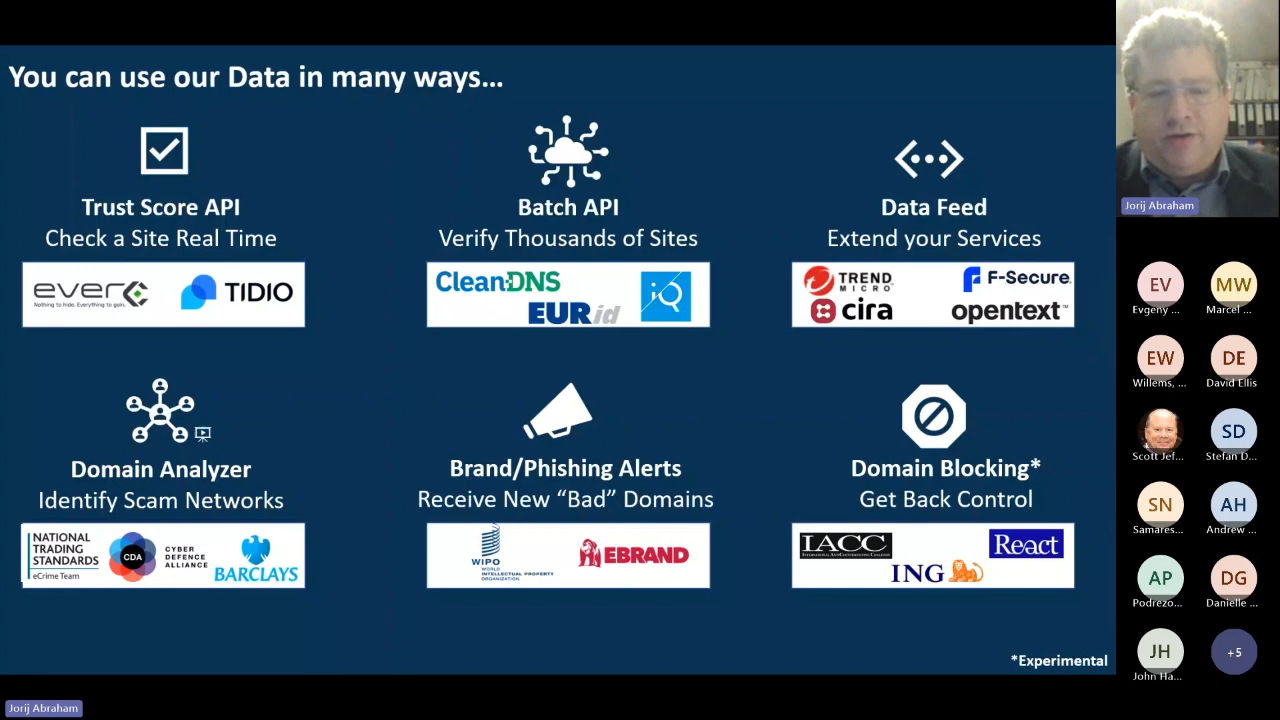 You can use our Data in many ways...
Trust Score API
Check a Site Real Time
ever
Nothing to hide. Everything to gain.
TIDIO
Batch API
Verify Thousands of Sites
CleanDNS
EURid
iQ
Data Feed
Extend your Services
TREND
MICRO
F-Secure
cira
opentext™
Domain Analyzer
Identify Scam Networks
NATIONAL
TRADING
STANDARDS
eCrime Team
CDA
CYBER
DEFENCE
ALLIANCE
BARCLAYS
Brand/Phishing Alerts
Receive New “Bad” Domains
WIPO
WORLD
INTELLECTUAL PROPERTY
ORGANIZATION
EBRAND
Domain Blocking*
Get Back Control
IACC
INTERNATIONAL ANTICOUNTERFEITING COALITION
React
ING
*Experimental
Jorij Abraham
Jorij Abraham
EV
Evgeny ...
MW
Marcel ...
EW
Willems, ...
DE
David Ellis
Scott Jef...
SD
Stefan D...
SN
Samares...
AH
Andrew ...
AP
Podrezo...
DG
Danielle ...
JH
John Ha...
+5